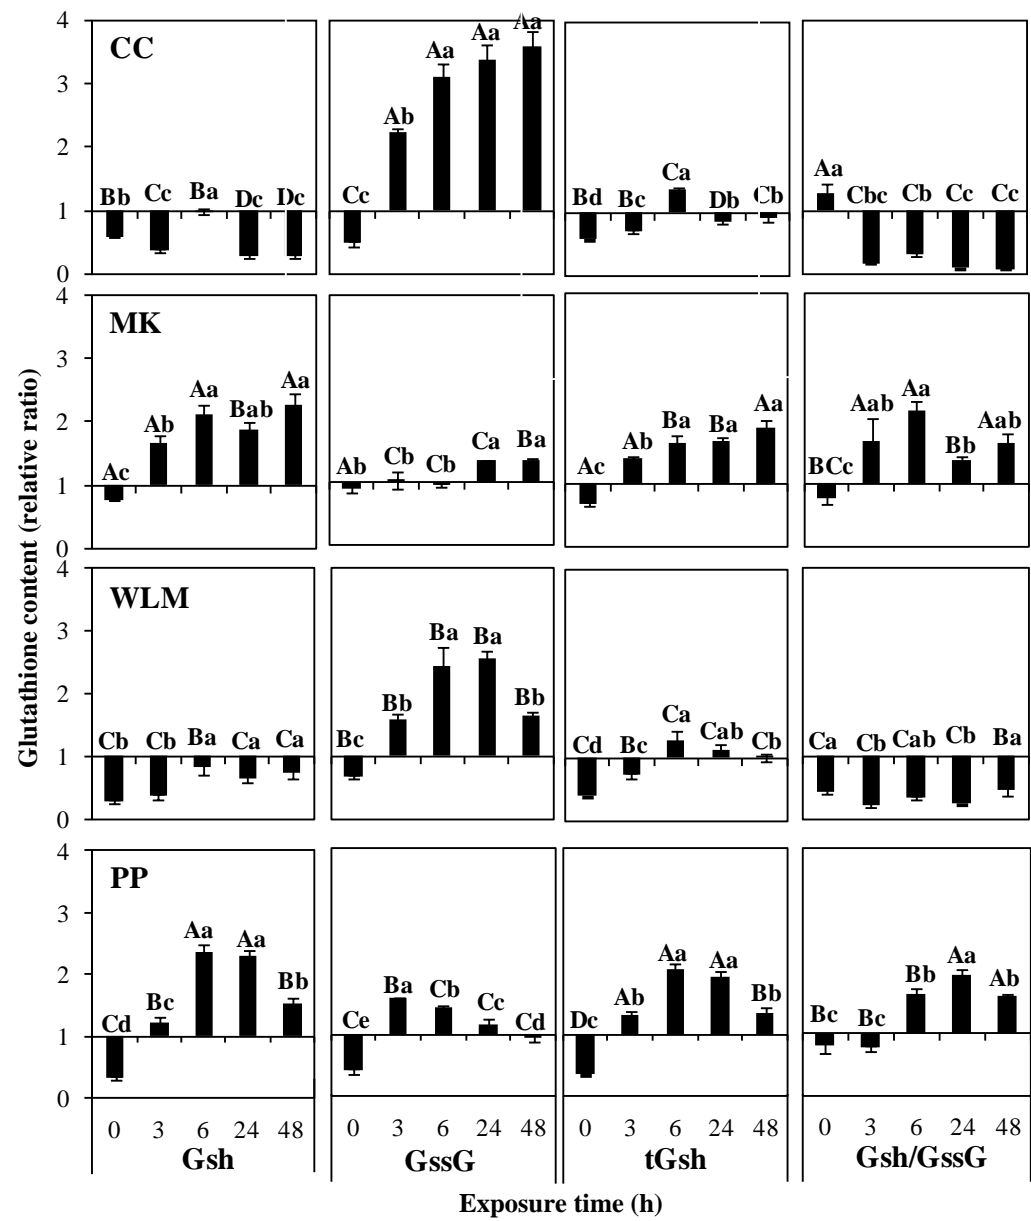 Glutathione content (relative ratio)
4
3
2
1
0
CC
Bb Cc Ba Dc Dc
Cc Ab Aa Aa Aa
Bd Bc Ca Db Cb
Aa Cbc Cb Cc Cc
4
3
2
1
0
MK
Ac Ab Aa Bab Aa
Ab Cb Cb Ca Ba
Ac Ab Ba Ba Aa
BCc Aab Aa Bb Aab
4
3
2
1
0
WLM
Cb Cb Ba Ca Ca
Bc Bb Ba Ba Bb
Cd Bc Ca Cab Cb
Ca Cb Cab Cb Ba
4
3
2
1
0
PP
Cd Bc Aa Aa Bb
Ce Ba Cb Cc Cd
Dc Ab Aa Aa Bb
Bc Bc Bb Aa Ab
0 3 6 24 48
0 3 6 24 48
0 3 6 24 48
0 3 6 24 48
Gsh GssG tGsh Gsh/GssG
Exposure time (h)